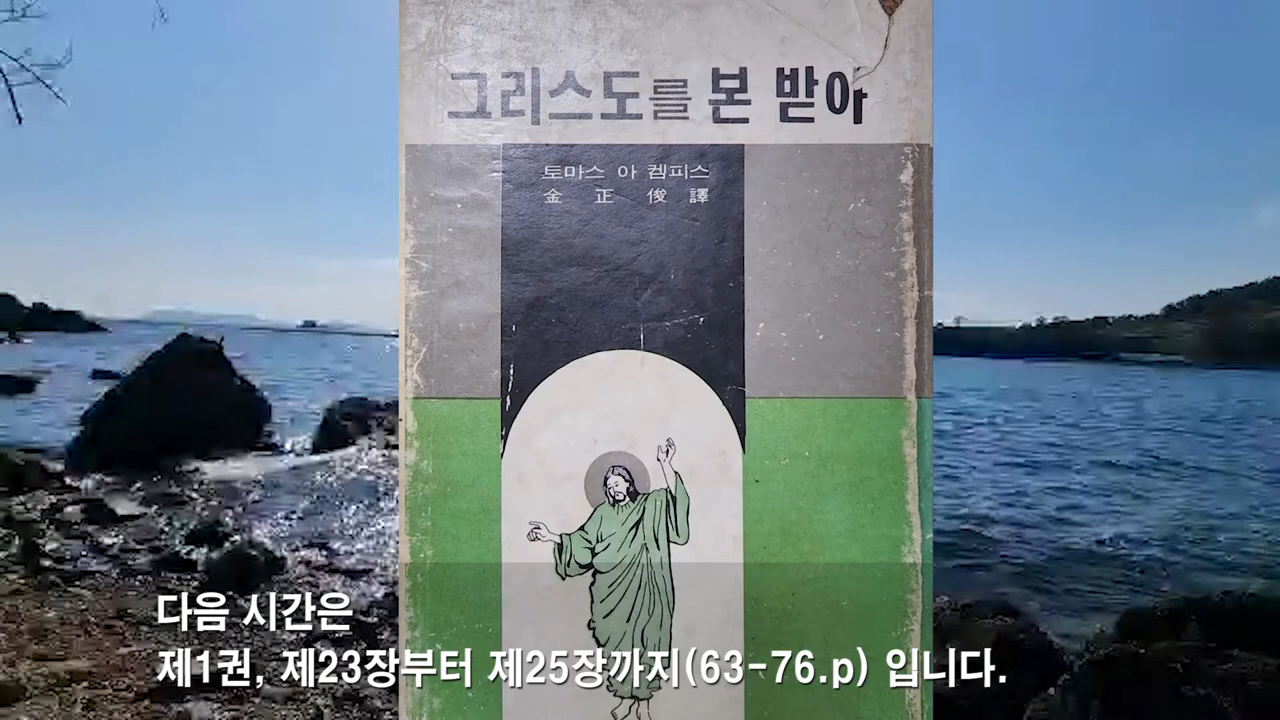 그리스도를 본 받아
토마스 아 켐피스
金 正 俊 譯
다음 시간은
제1권, 제23장부터 제25장까지(63-76.p) 입니다.